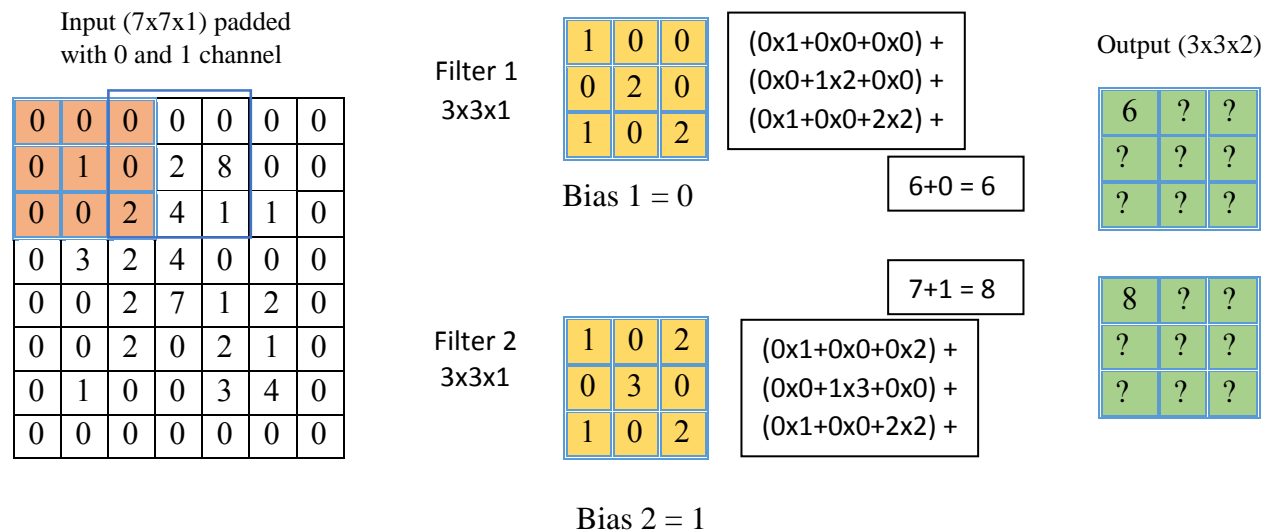 Input (7x7x1) padded
with 0 and 1 channel
0 0 0 0 0 0 0
0 1 0 2 8 0 0
0 0 2 4 1 1 0
0 3 2 4 0 0 0
0 0 2 7 1 2 0
0 0 2 0 2 1 0
0 1 0 0 3 4 0
0 0 0 0 0 0 0
Filter 1
3x3x1
1 0 0
0 2 0
1 0 2
Bias 1 = 0
(0x1+0x0+0x0) +
(0x0+1x2+0x0) +
(0x1+0x0+2x2) +
6+0 = 6
Output (3x3x2)
6 ? ?
? ? ?
? ? ?
Filter 2
3x3x1
1 0 2
0 3 0
1 0 2
Bias 2 = 1
7+1 = 8
(0x1+0x0+0x2) +
(0x0+1x3+0x0) +
(0x1+0x0+2x2) +
8 ? ?
? ? ?
? ? ?